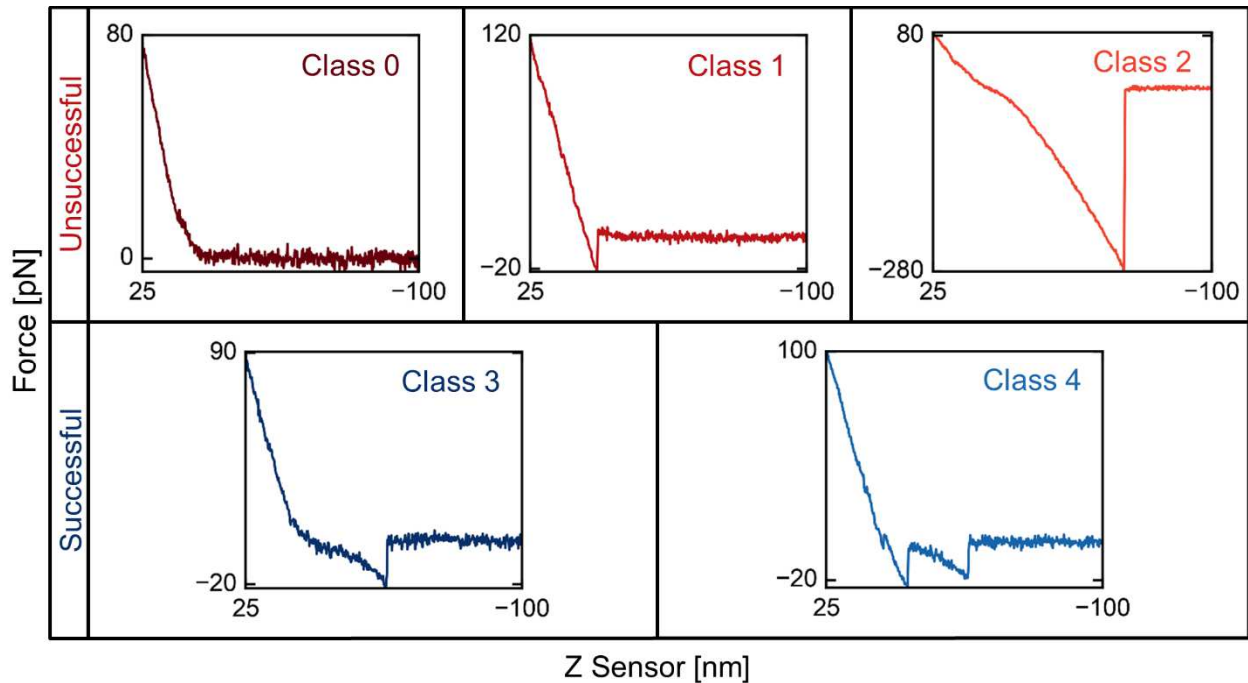 Force [pN]
Unsuccessful
80
0
25
−100
Class 0
120
−20
25
−100
Class 1
80
−280
25
−100
Class 2
Successful
90
−20
25
−100
Class 3
100
−20
25
−100
Class 4
Z Sensor [nm]